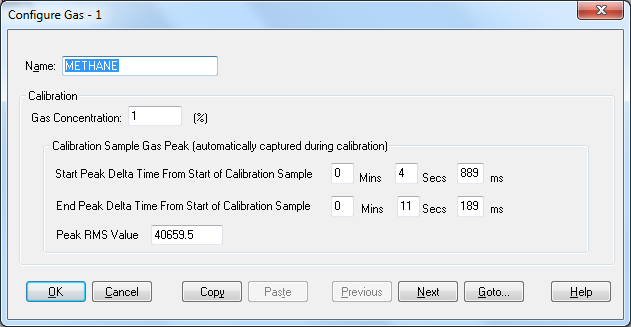 Configure Gas - 1
Name: METHANE
Calibration
Gas Concentration: 1 (%)
Calibration Sample Gas Peak (automatically captured during calibration)
Start Peak Delta Time From Start of Calibration Sample 0 Mins 4 Secs 889 ms
End Peak Delta Time From Start of Calibration Sample 0 Mins 11 Secs 189 ms
Peak RMS Value 40659.5
OK Cancel Copy Paste Previous Next Goto... Help